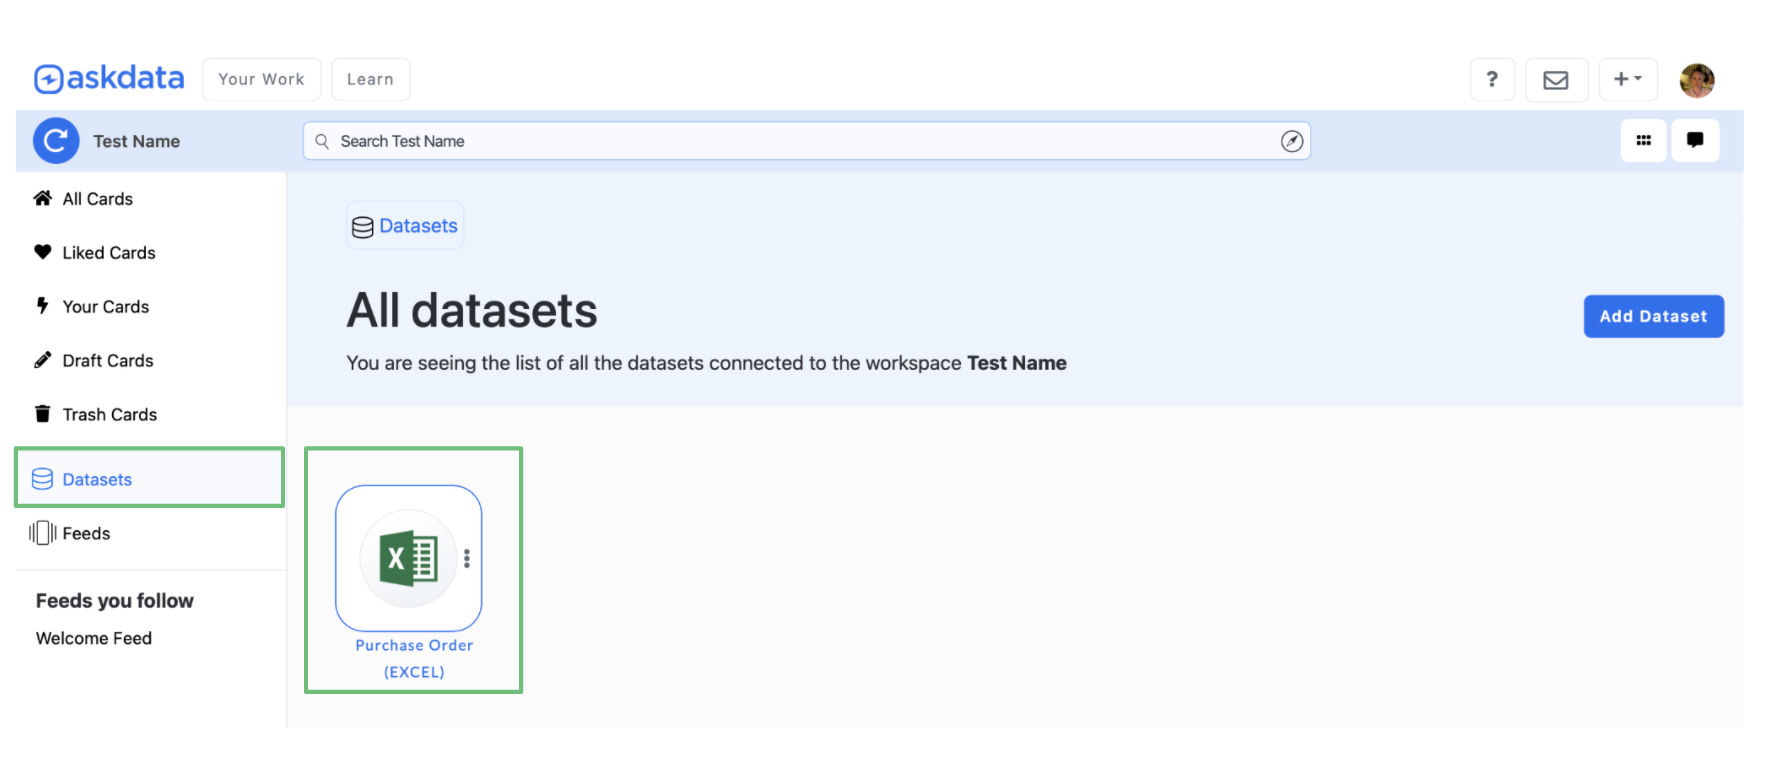 askdata
Your Work
Learn
?
Test Name
Search Test Name
All Cards
Liked Cards
Your Cards
Draft Cards
Trash Cards
Datasets
Feeds
Feeds you follow
Welcome Feed
Datasets
All datasets
Add Dataset
You are seeing the list of all the datasets connected to the workspace Test Name
X
Purchase Order
(EXCEL)